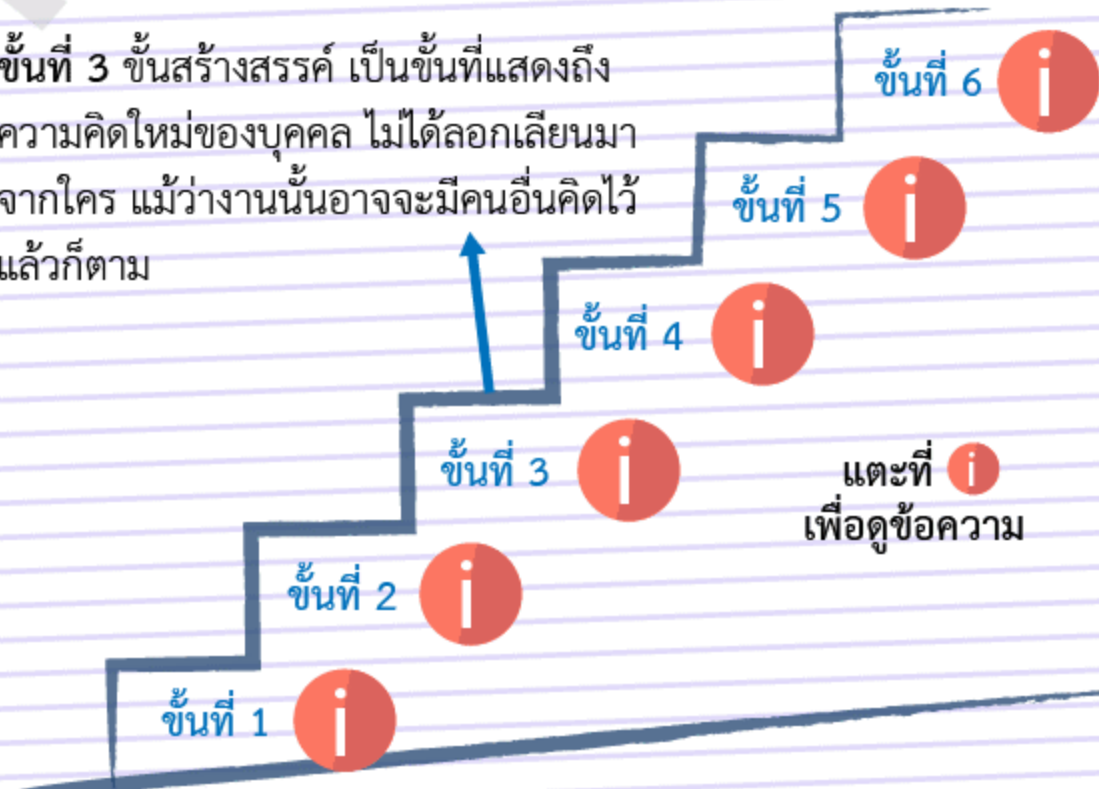 ขั้นที่ 3 ขั้นสร้างสรรค์ เป็นขั้นที่แสดงถึง
ความคิดใหม่ของบุคคล ไม่ได้ลอกเลียนมา
จากใคร แม้ว่างานนั้นอาจจะมีคนอื่นคิดไว้
แล้วก็ตาม
ขั้นที่ 6
ขั้นที่ 5
ขั้นที่ 4
ขั้นที่ 3
แตะที่ i
เพื่อดูข้อความ
ขั้นที่ 2
ขั้นที่ 1